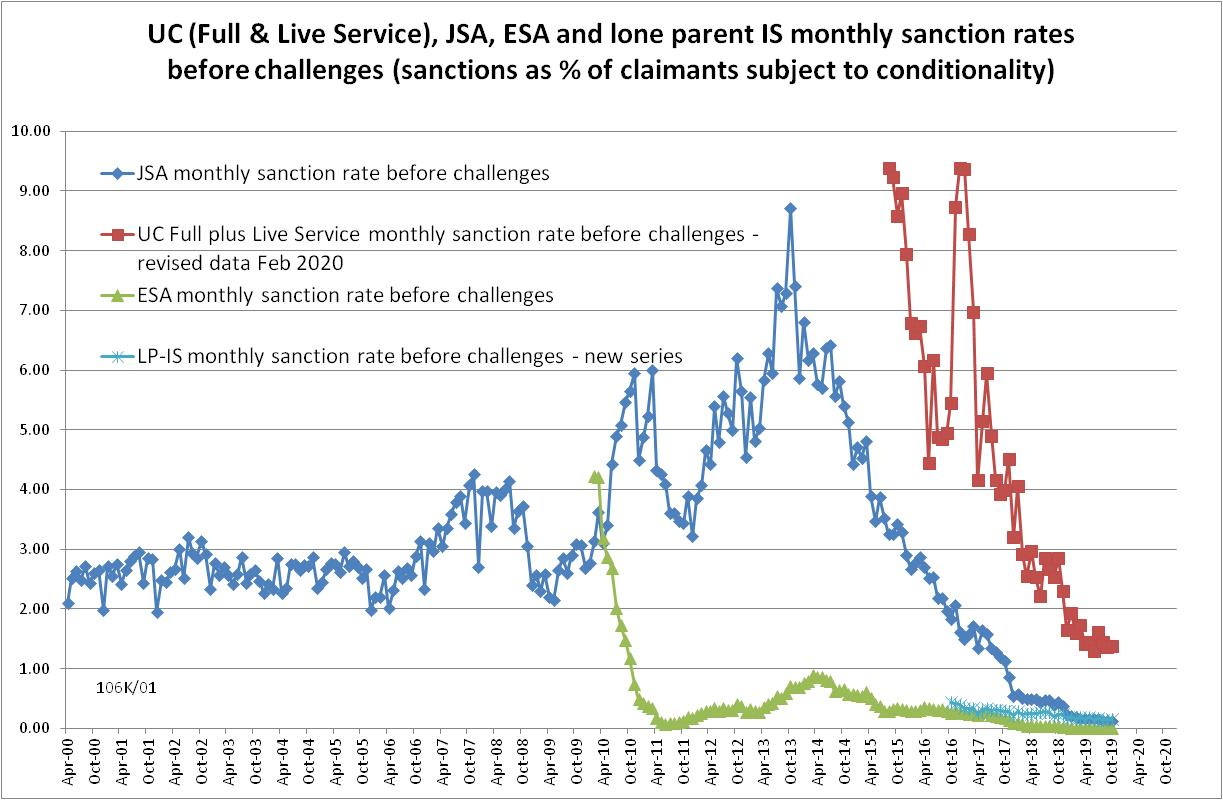 UC (Full & Live Service), JSA, ESA and lone parent IS monthly sanction rates
before challenges (sanctions as % of claimants subject to conditionality)
10.00
9.00
8.00
7.00
6.00
5.00
4.00
3.00
2.00
1.00
0.00
JSA monthly sanction rate before challenges
UC Full plus Live Service monthly sanction rate before challenges -
revised data Feb 2020
ESA monthly sanction rate before challenges
LP-IS monthly sanction rate before challenges - new series
106K/01
Apr-00
Oct-00
Apr-01
Oct-01
Apr-02
Oct-02
Apr-03
Oct-03
Apr-04
Oct-04
Apr-05
Oct-05
Apr-06
Oct-06
Apr-07
Oct-07
Apr-08
Oct-08
Apr-09
Oct-09
Apr-10
Oct-10
Apr-11
Oct-11
Apr-12
Oct-12
Apr-13
Oct-13
Apr-14
Oct-14
Apr-15
Oct-15
Apr-16
Oct-16
Apr-17
Oct-17
Apr-18
Oct-18
Apr-19
Oct-19
Apr-20
Oct-20